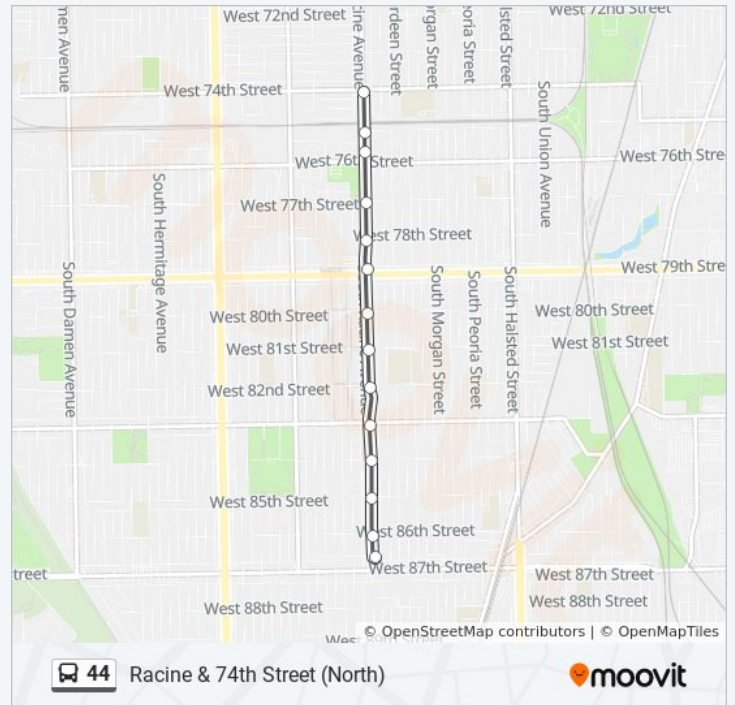 West 72nd Street
West 72nd Street
men Avenue
cine Avenue
rdeen Street
organ Street
eoria Street
lsted Street
West 74th Street
South Union Avenue
West 76th Street
West 76th Stre
South Hermitage Avenue
West 77th Street
West 78th Street
South Damen Avenue
West 79th Stre
South Morgan Street
South Peoria Street
South Halsted Street
West 80th Street
West 80th Street
West 81st Street
West 81st Street
West 82nd Street
West 85th Street
West 86th Street
treet
West 87th Street
West 87th Street
West 88th Street
West 88th Street
© OpenStreetMap contributors | © OpenMapTiles
44 Racine & 74th Street (North)
moovit